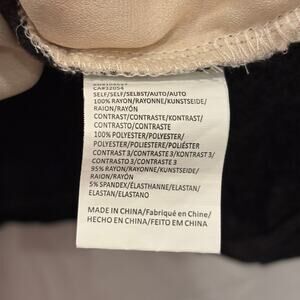 CA#32054
SELF/SELF/SELBST/AUTO/AUTO
100% RAYON/RAYONNE/KUNSTSEIDE/
RAION/RAYÓN
CONTRAST/CONTRASTE/KONTRAST/
CONTRASTO/CONTRASTE
100% POLYESTER/POLYESTER/
POLYESTER/POLIESTERE/POLIÉSTER
CONTRAST 3/CONTRASTE 3/KONTRAST 3/
CONTRASTO 3/CONTRASTE 3
95% RAYON/RAYONNE/KUNSTSEIDE/
RAION/RAYÓN
5% SPANDEX/ÉLASTHANNE/ELASTAN/
ELASTAN/ELASTANO
MADE IN CHINA/Fabriqué en Chine/
HECHO EN CHINA/FEITO EM CHINA